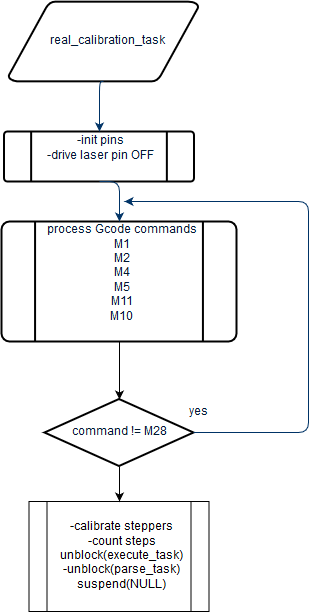 real_calibration_task
-init pins
-drive laser pin OFF
process Gcode commands
M1
M2
M4
M5
M11
M10
command != M28
yes
-calibrate steppers
-count steps
unblock(execute_task)
-unblock(parse_task)
suspend(NULL)